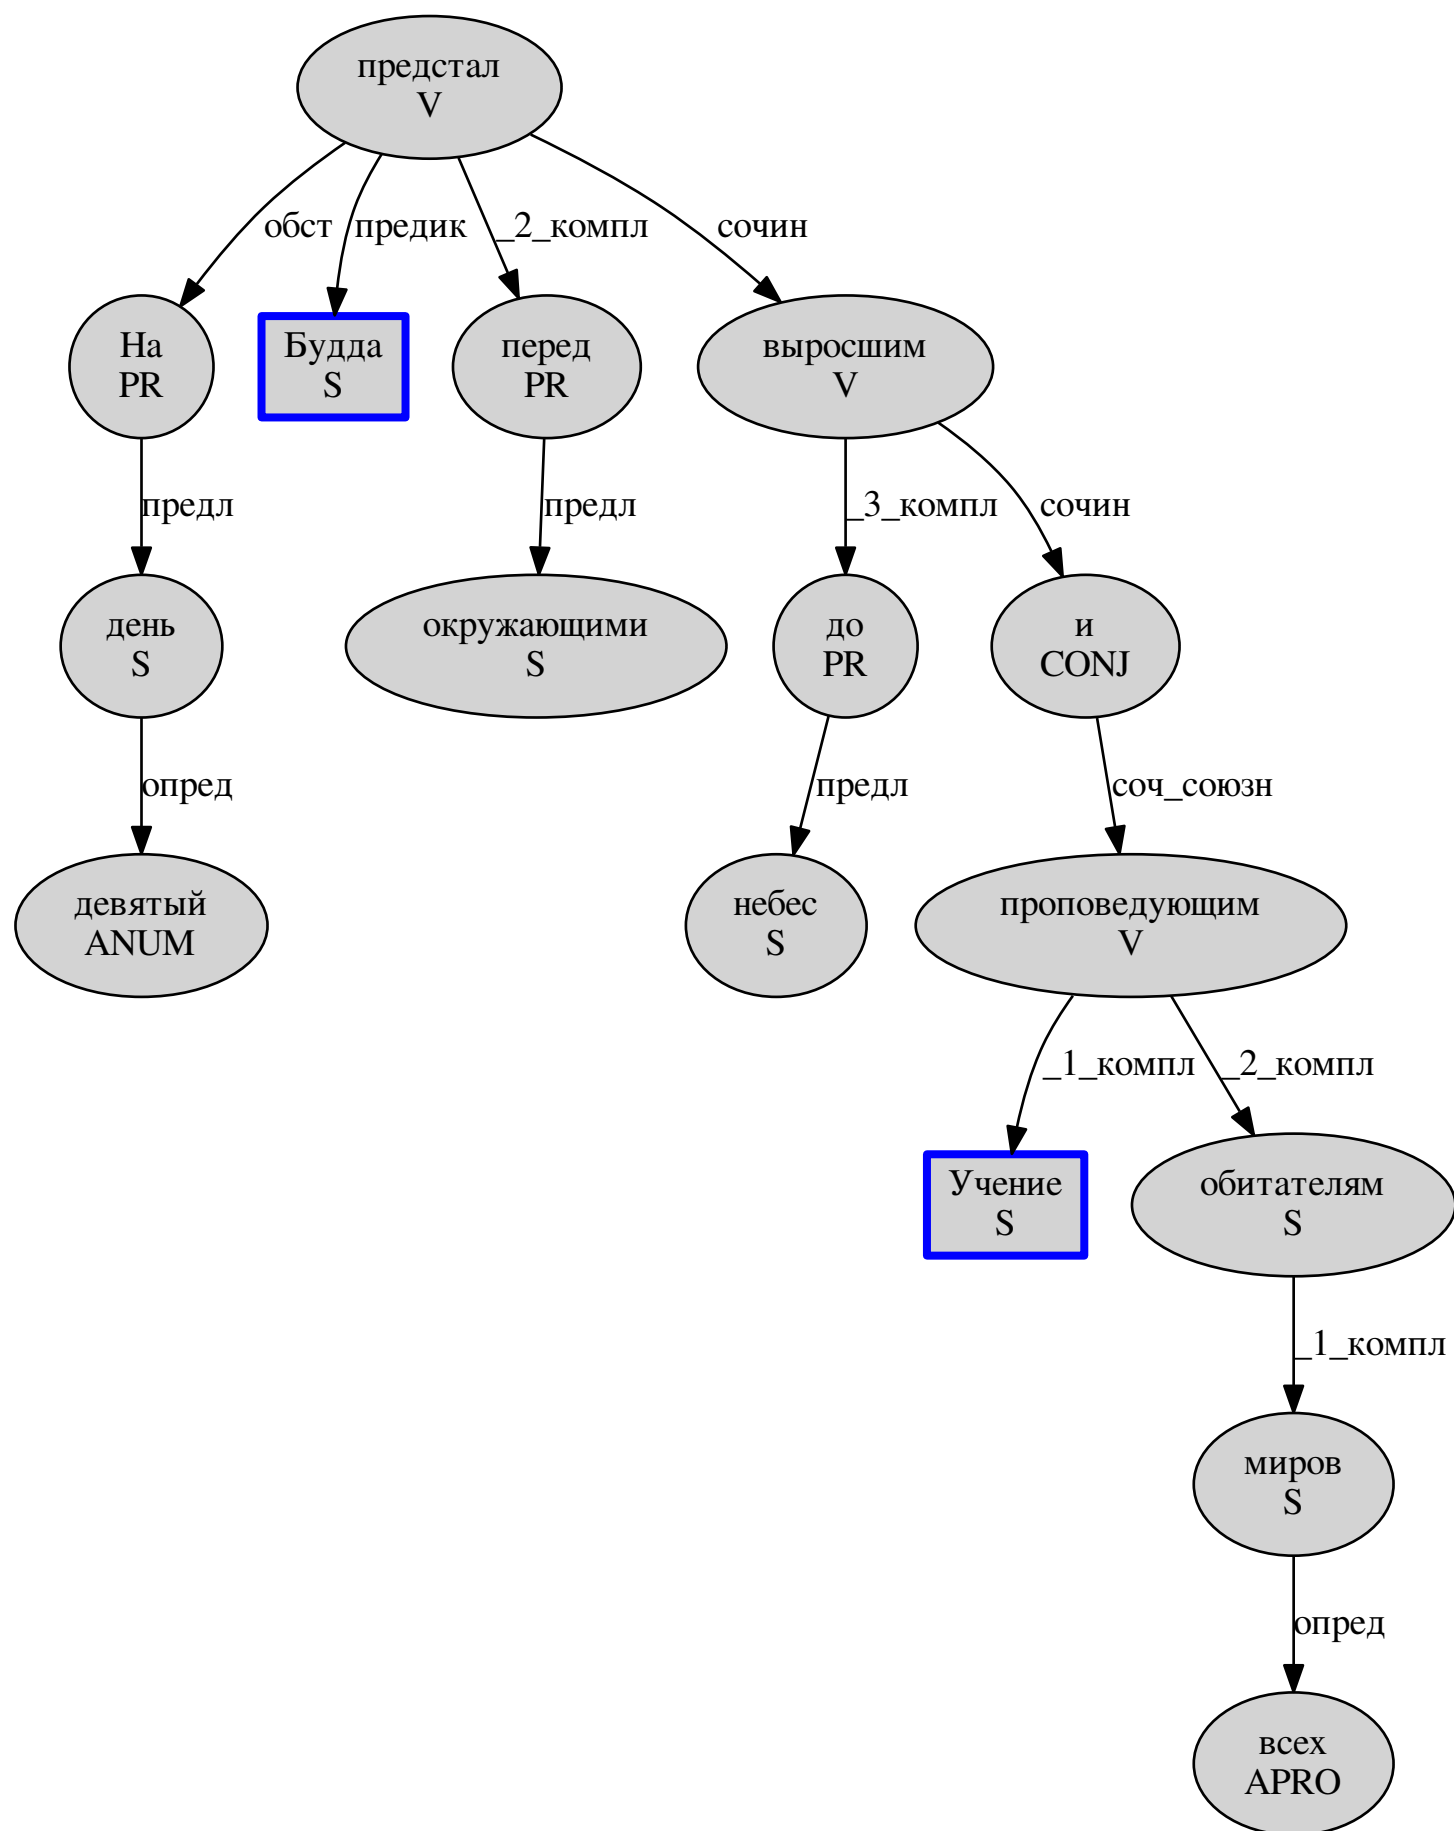 предстал
V
обст
предик
_2_компл
сочин
На
PR
Будда
S
перед
PR
выросшим
V
предл
предл
_3_компл
сочин
день
S
окружающими
S
до
PR
и
CONJ
опред
предл
соч_союзн
девятый
ANUM
небес
S
проповедующим
V
_1_компл
_2_компл
Учение
S
обитателям
S
_1_компл
миров
S
опред
всех
APRO